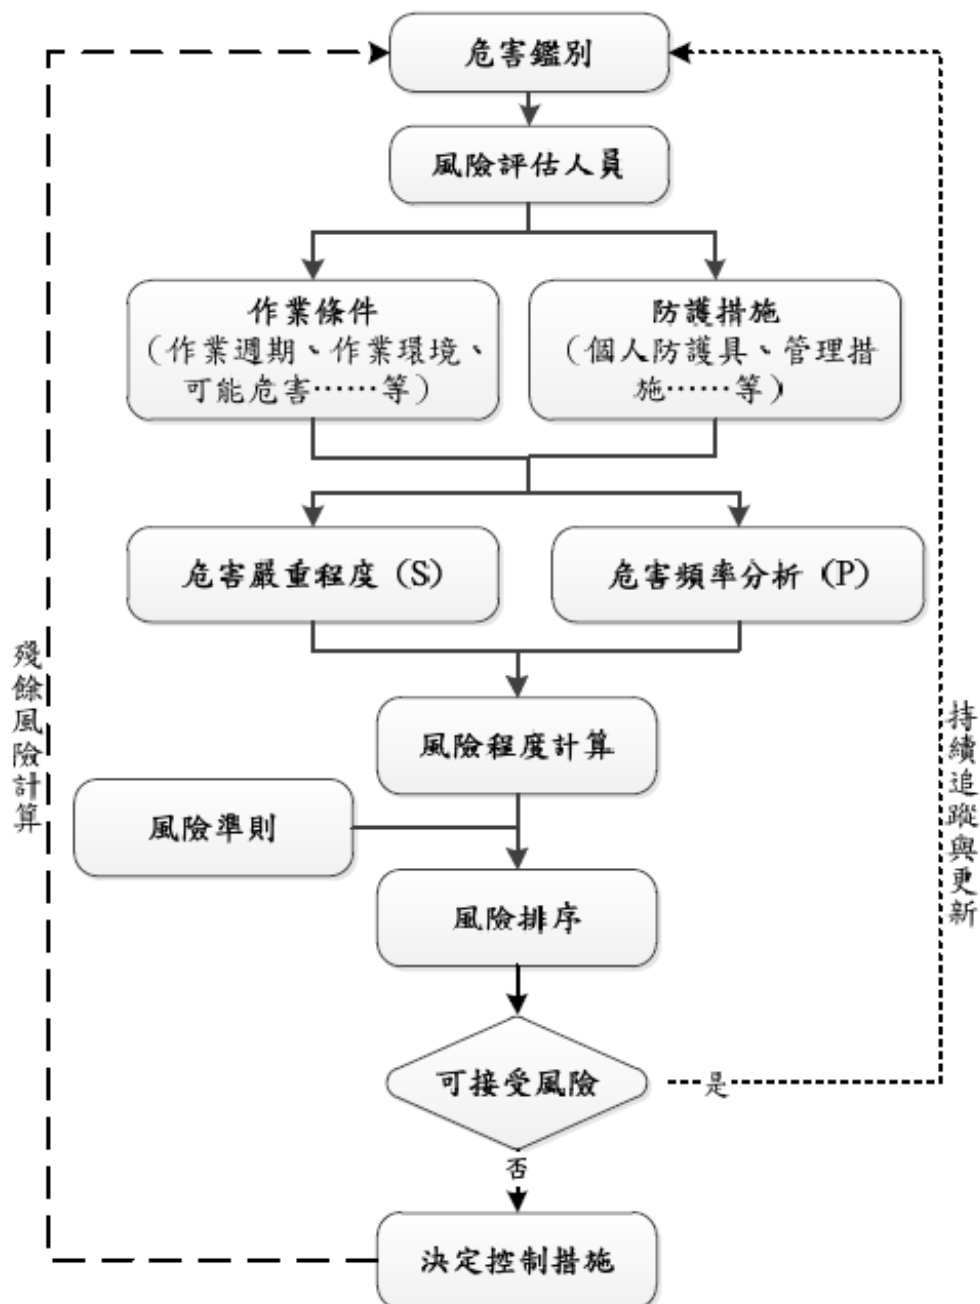 危害鑑別
風險評估人員
作業條件
（作業週期、作業環境、
可能危害……等）
防護措施
（個人防護具、管理措
施……等）
危害嚴重程度（S）
危害頻率分析（P）
風險程度計算
風險準則
風險排序
可接受風險
是
否
決定控制措施
殘餘風險計算
持續追蹤與更新